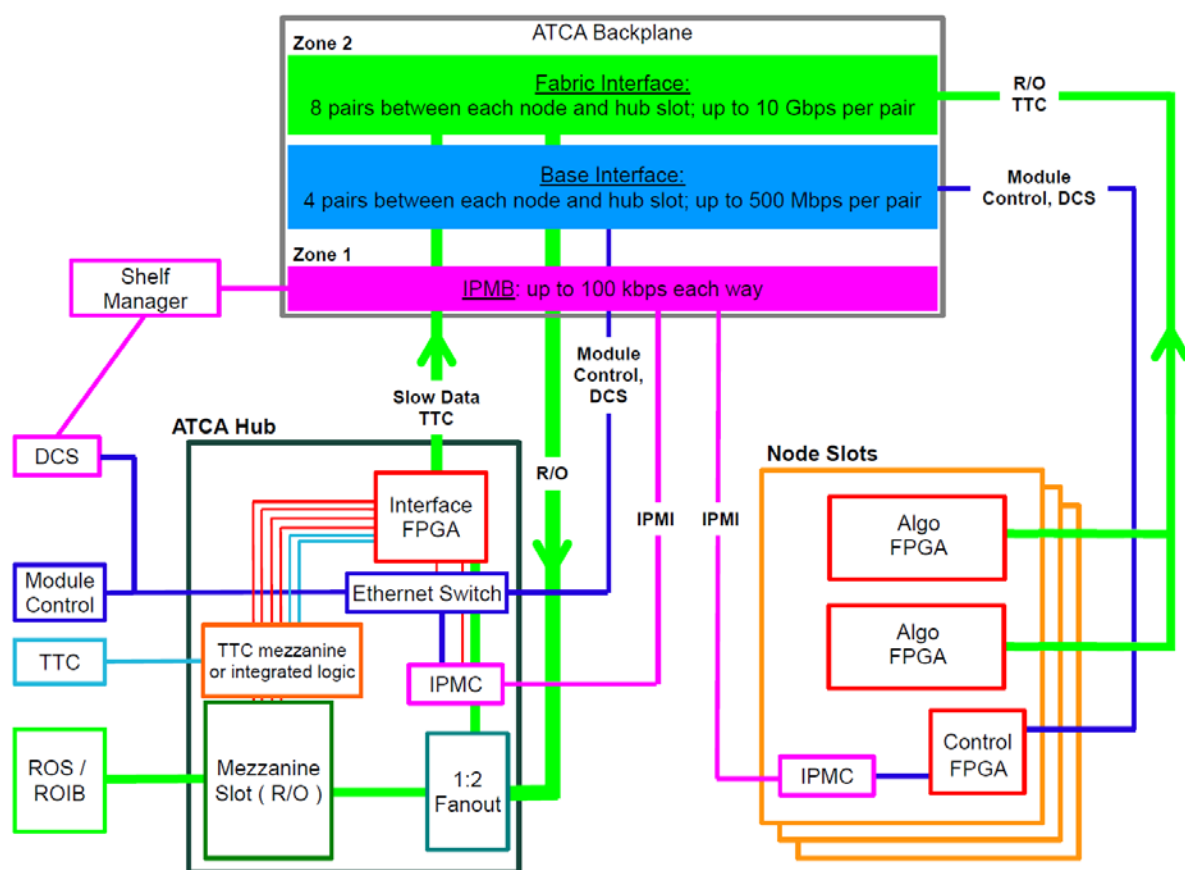 ATCA Backplane
Zone 2
Fabric Interface:
8 pairs between each node and hub slot; up to 10 Gbps per pair
R/O
TTC
Base Interface:
4 pairs between each node and hub slot; up to 500 Mbps per pair
Module
Control, DCS
Zone 1
IPMB: up to 100 kbps each way
Shelf
Manager
Module
Control,
DCS
Slow Data
TTC
ATCA Hub
DCS
R/O
IPMI
IPMI
Node Slots
Interface
FPGA
Algo
FPGA
Module
Control
Ethernet Switch
TTC
TTC mezzanine
or integrated logic
IPMC
Algo
FPGA
ROS /
ROIB
Mezzanine
Slot ( R/O )
1:2
Fanout
IPMC
Control
FPGA